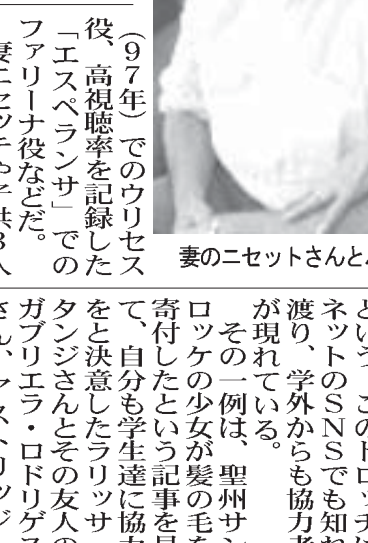 （97年）でのウリセス
役、高視聴率を記録した
「エスペランサ」での
ファリーナ役などだ。
妻のニセットさんと
ネットのSNSでも知れ
渡り、学外からも協力者
が現れている。
その一例は、聖州サン
ロッケの少女が髪の毛を
寄付したという記事を見
て、自分も学生達に協力
をと決意したラリッサ
タンジさんとその友人の
ガブリエラ・ロドリゲス